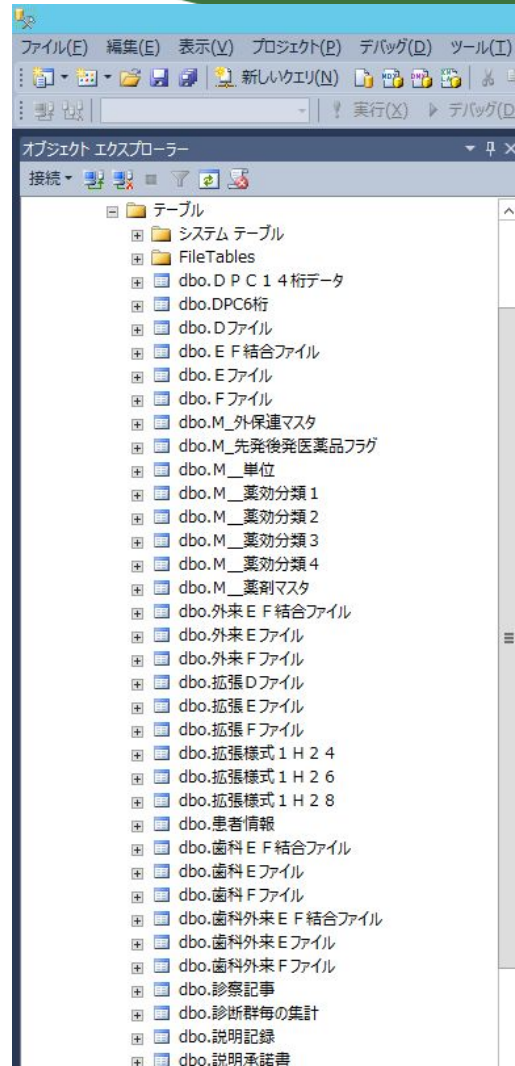 ファイル(F) 編集(E) 表示(V) プロジェクト(P) デバッグ(D) ツール(T)
新しいクエリ(N)
実行(X) デバッグ(D
オブジェクト エクスプローラー
接続
テーブル
システム テーブル
FileTables
dbo.ＤＰＣ１４桁データ
dbo.DPC6桁
dbo.Ｄファイル
dbo.ＥＦ結合ファイル
dbo.Ｅファイル
dbo.Ｆファイル
dbo.M_外保連マスタ
dbo.M_先発後発医薬品フラグ
dbo.M__単位
dbo.M__薬効分類１
dbo.M__薬効分類２
dbo.M__薬効分類３
dbo.M__薬効分類４
dbo.M__薬剤マスタ
dbo.外来ＥＦ結合ファイル
dbo.外来Ｅファイル
dbo.外来Ｆファイル
dbo.拡張Ｄファイル
dbo.拡張Ｅファイル
dbo.拡張Ｆファイル
dbo.拡張様式１Ｈ２４
dbo.拡張様式１Ｈ２６
dbo.拡張様式１Ｈ２８
dbo.患者情報
dbo.歯科ＥＦ結合ファイル
dbo.歯科Ｅファイル
dbo.歯科Ｆファイル
dbo.歯科外来ＥＦ結合ファイル
dbo.歯科外来Ｅファイル
dbo.歯科外来Ｆファイル
dbo.診察記事
dbo.診断群毎の集計
dbo.説明記録
dbo.説明承諾書